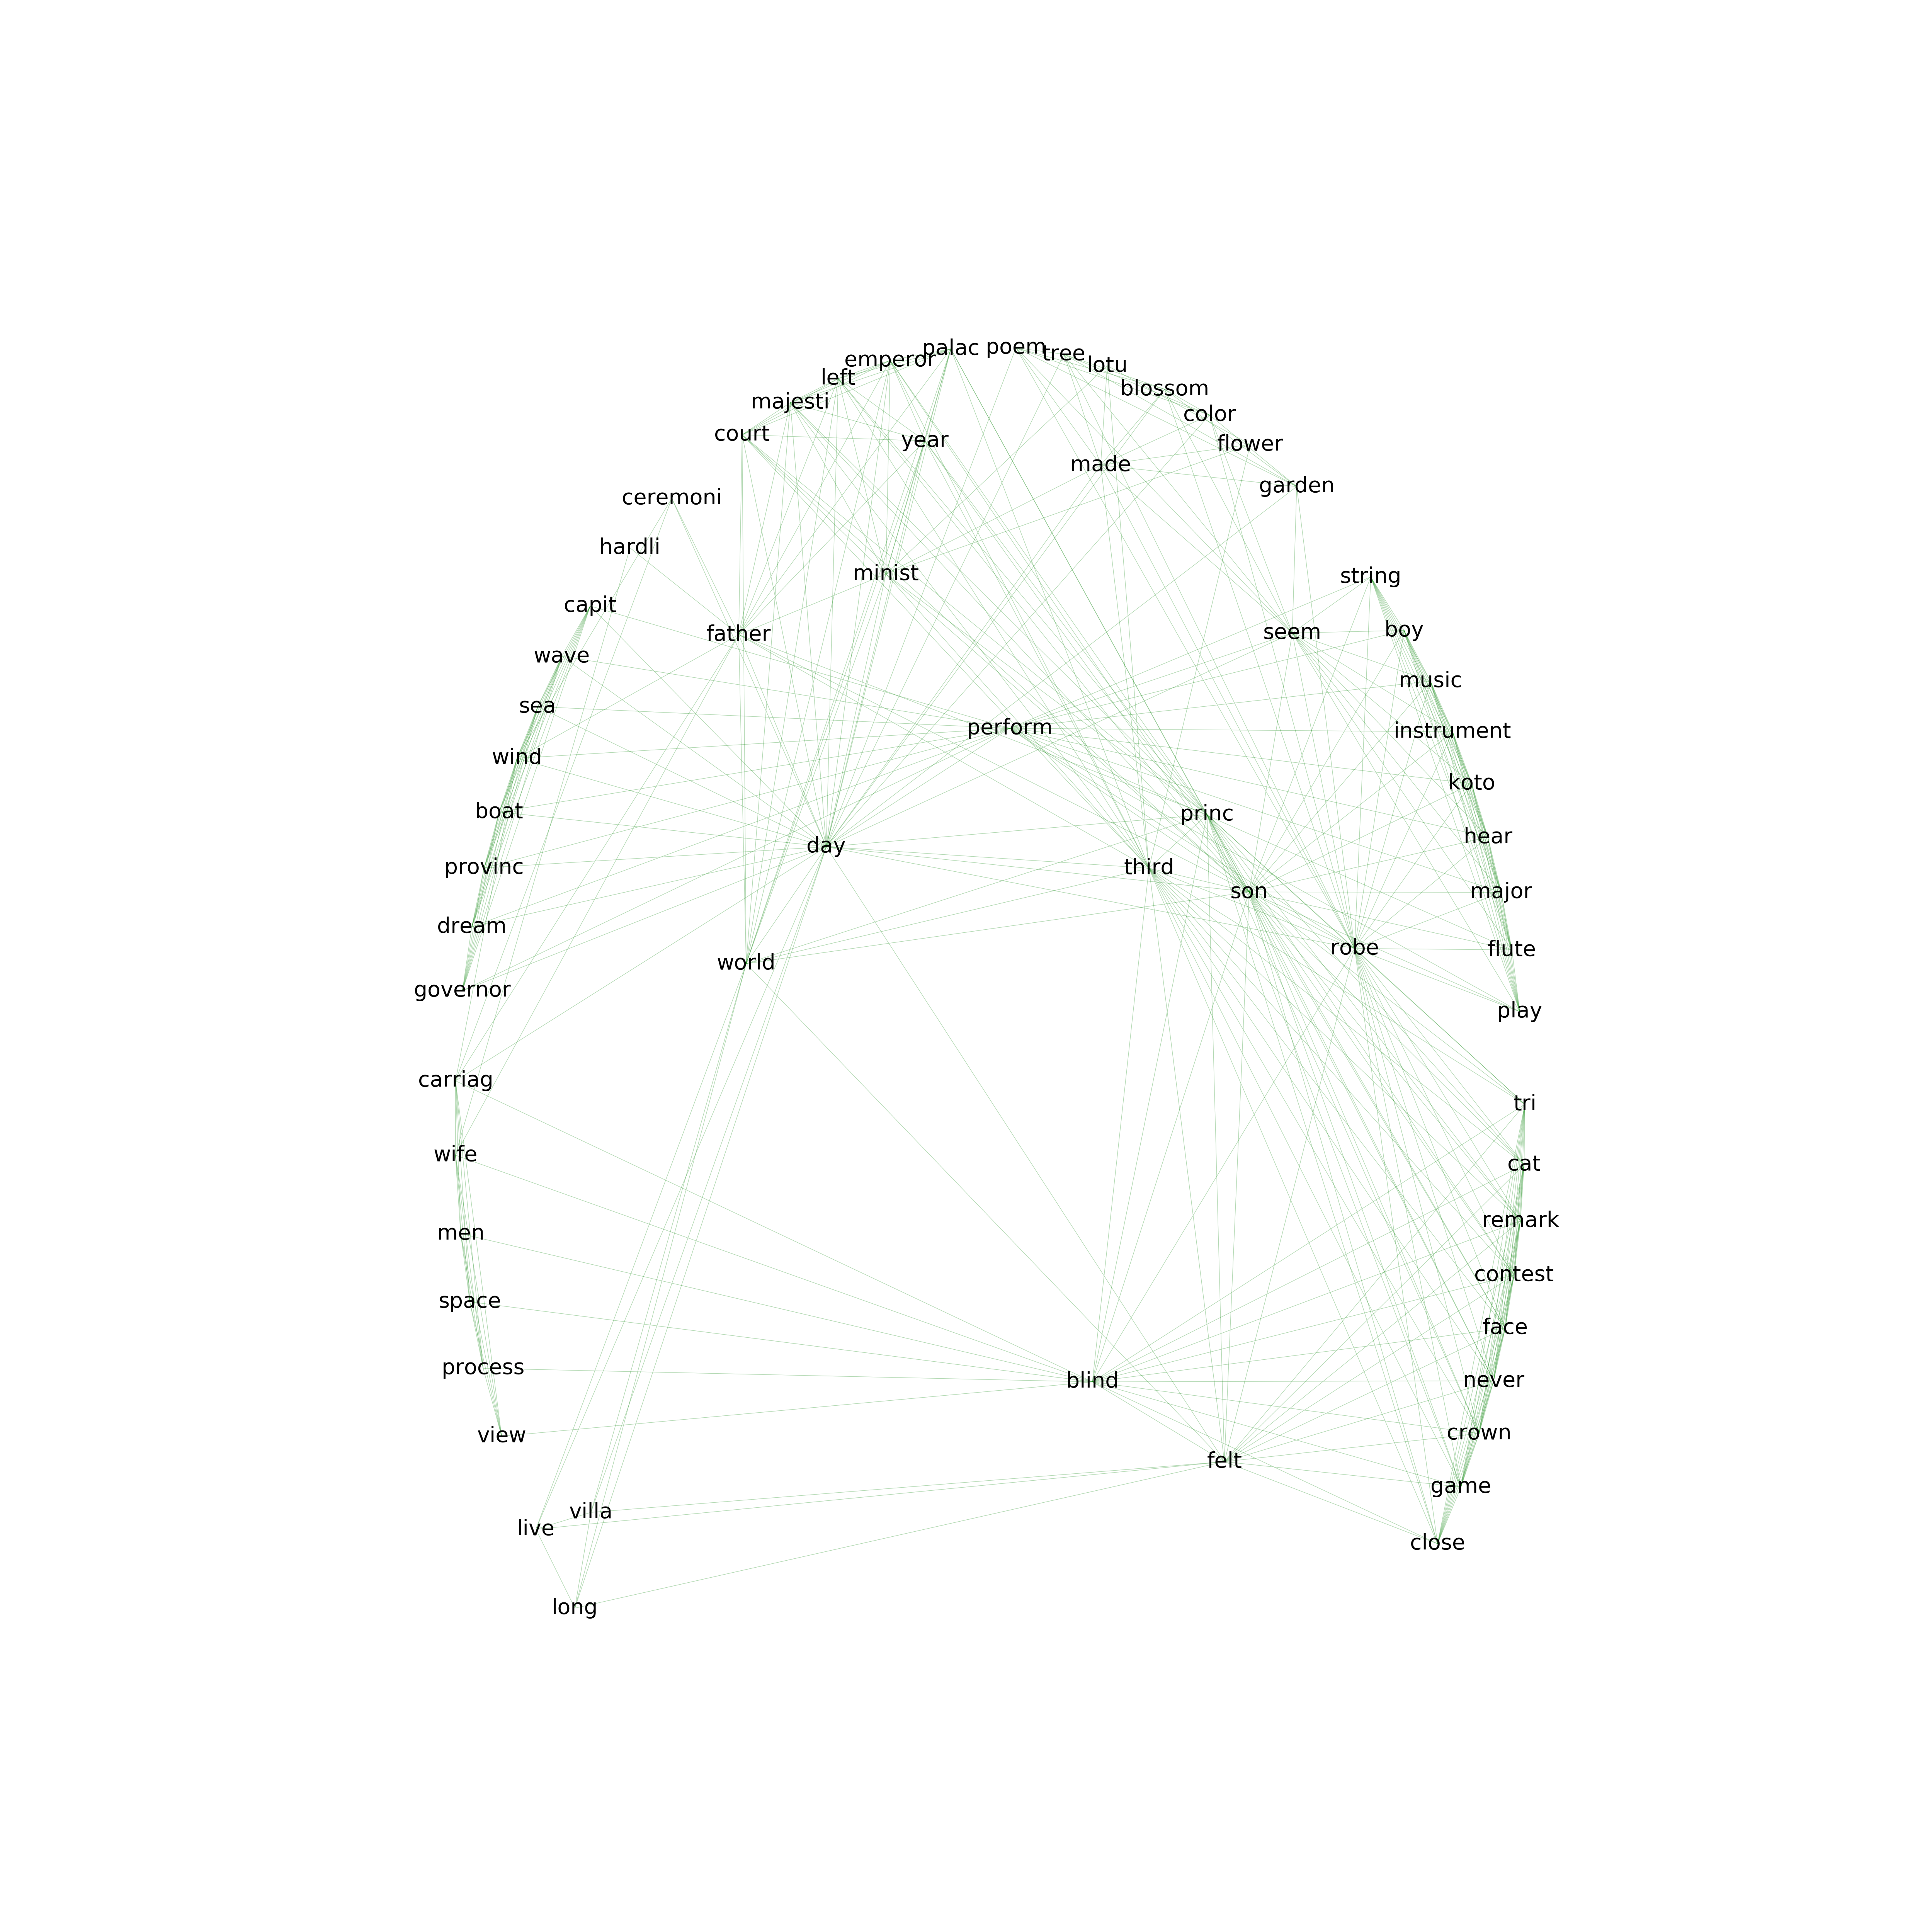 palac
poem
tree
emperor
lotu
left
blossom
majesti
color
court
year
flower
made
garden
ceremoni
hardli
minist
string
capit
boy
seem
father
wave
music
sea
perform
instrument
wind
koto
boat
princ
hear
day
provinc
third
son
major
dream
robe
flute
world
governor
play
carriag
tri
wife
cat
remark
men
contest
space
face
process
blind
never
crown
view
felt
game
villa
live
close
long